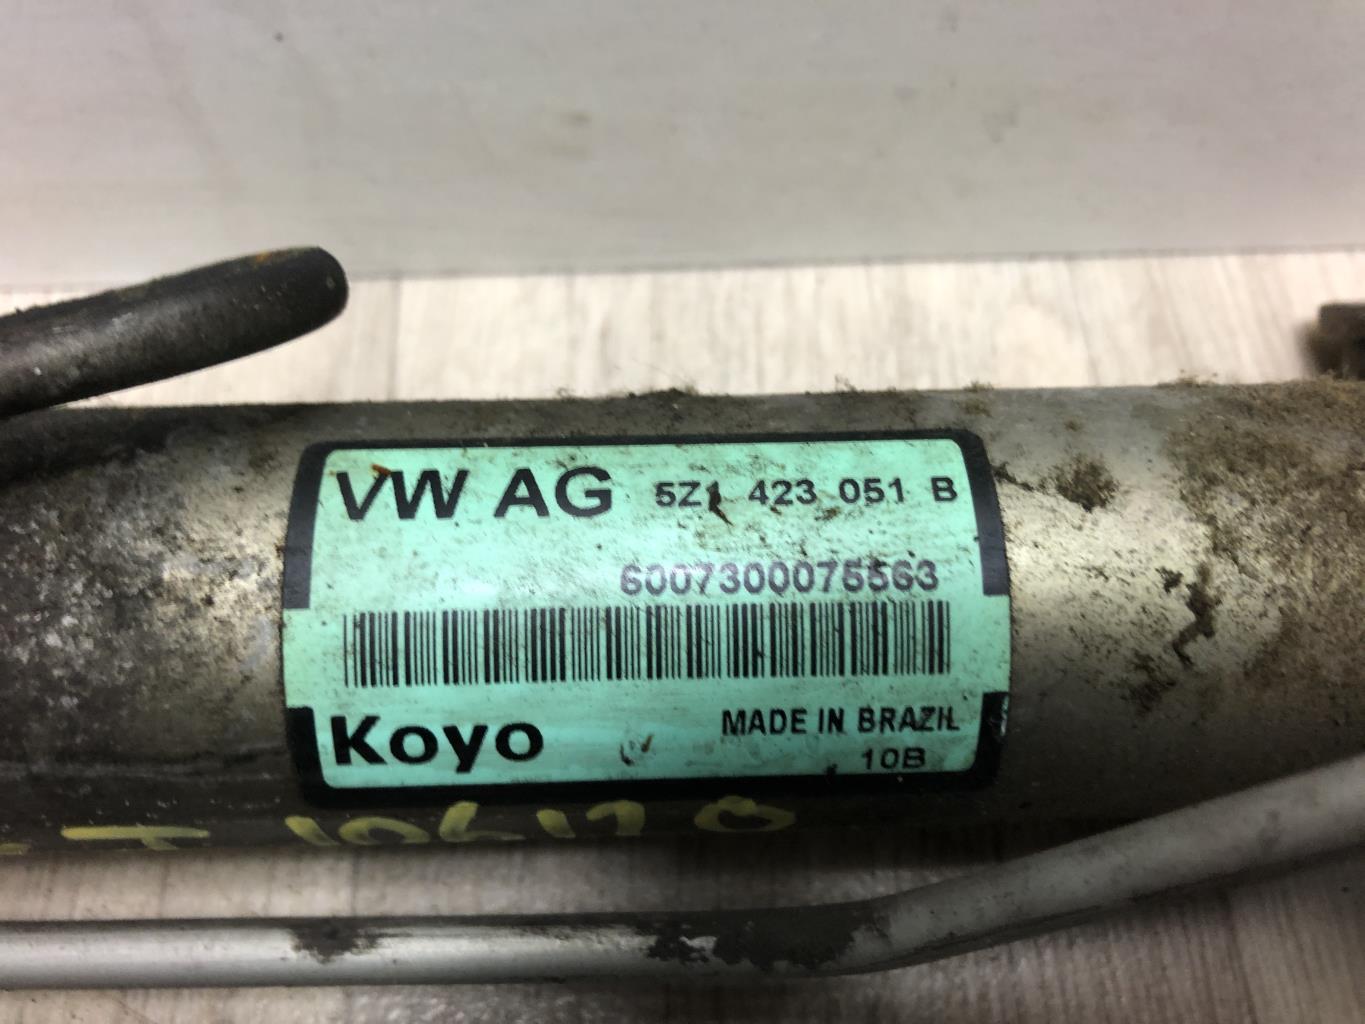 VW AG 5Z1 423 051 B
6007300075563
Koyo
MADE IN BRAZIL
10B